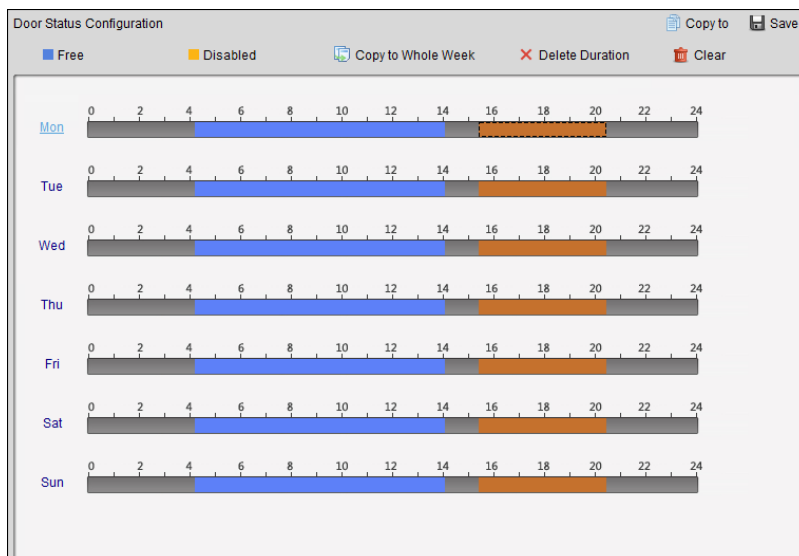 Door Status Configuration Copy to Save
Free Disabled Copy to Whole Week Delete Duration Clear
0 2 4 6 8 10 12 14 16 18 20 22 24
Mon
0 2 4 6 8 10 12 14 16 18 20 22 24
Tue
0 2 4 6 8 10 12 14 16 18 20 22 24
Wed
0 2 4 6 8 10 12 14 16 18 20 22 24
Thu
0 2 4 6 8 10 12 14 16 18 20 22 24
Fri
0 2 4 6 8 10 12 14 16 18 20 22 24
Sat
0 2 4 6 8 10 12 14 16 18 20 22 24
Sun